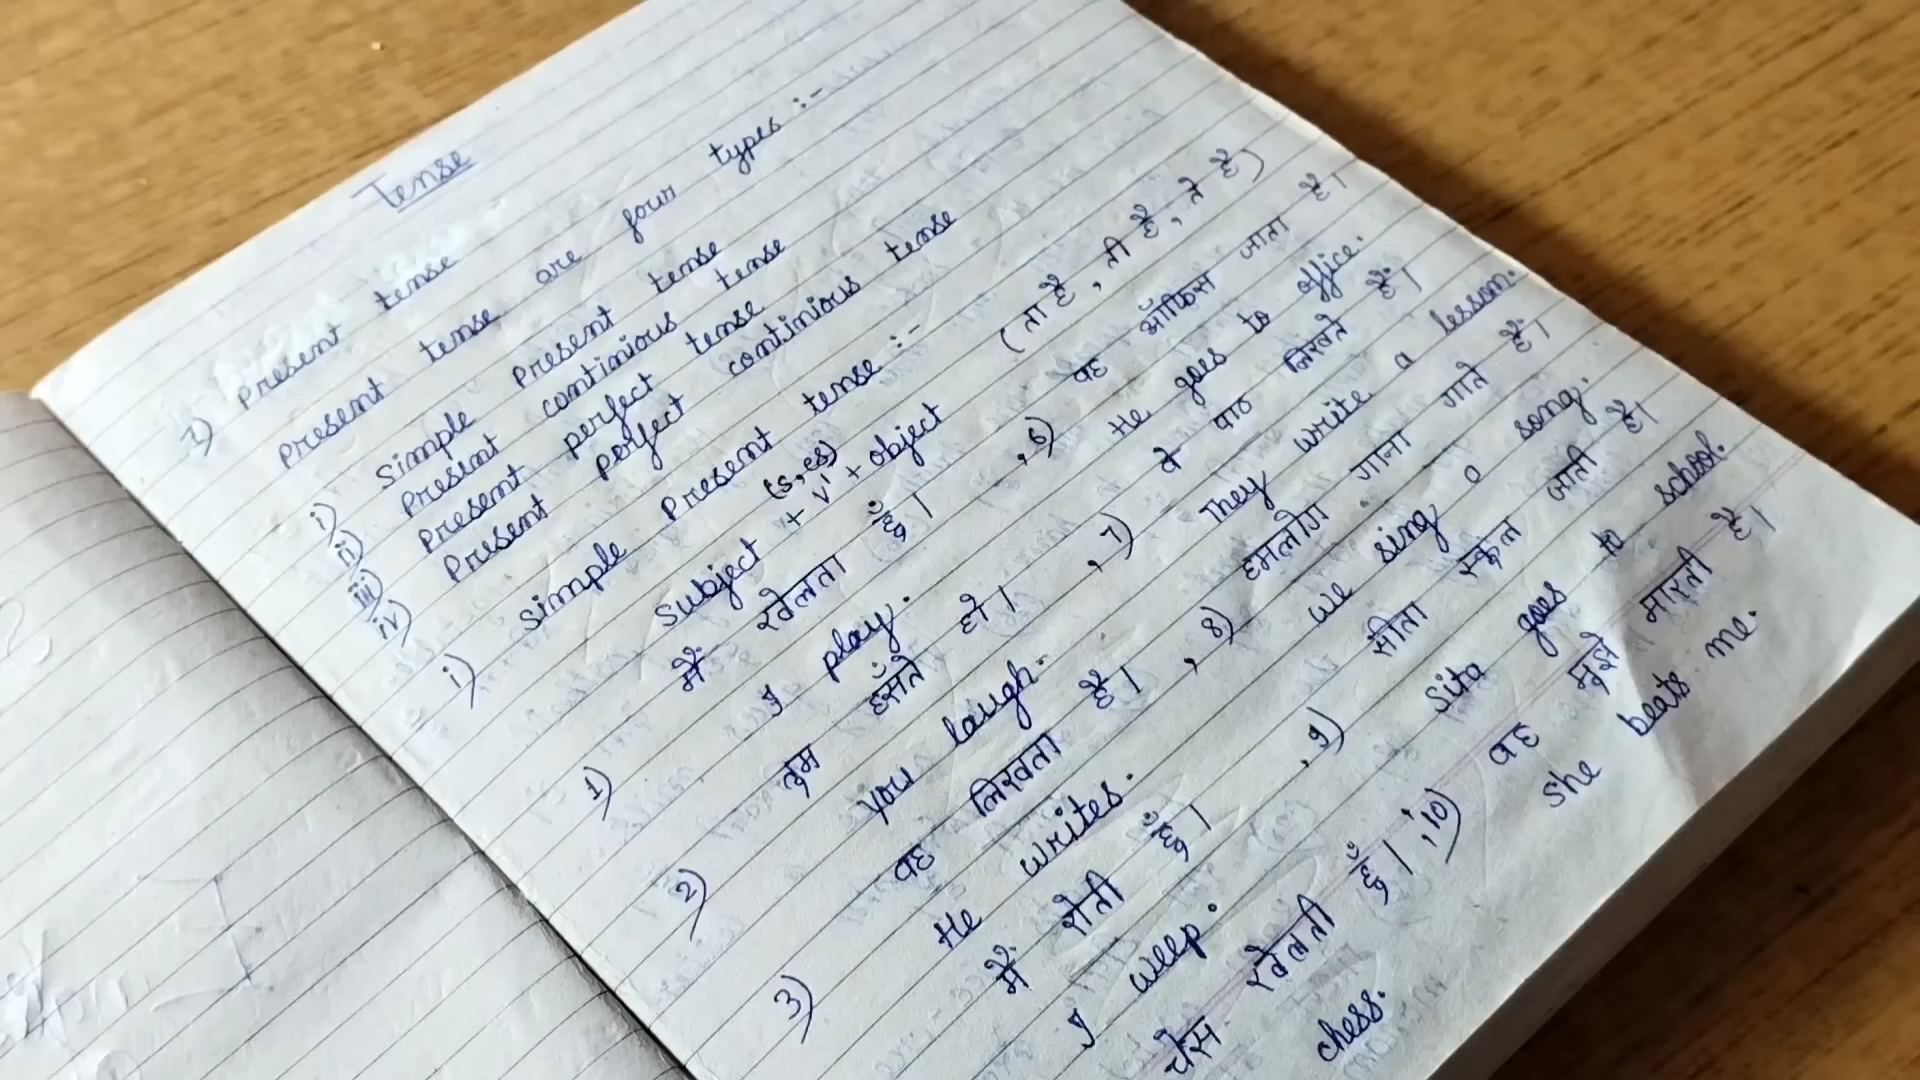 Tense
1) Present tense
Present tense are four types :-
i) Simple present tense
ii) Present continious tense
iii) Present perfect tense
iv) Present perfect continious tense
i) Simple present tense :- (ता है, ती है, ते है)
(s, es)
Subject + V¹ + object
1) मैं खेलता हूँ।
I play.
2) तुम हँसते हो।
You laugh.
3) वह लिखता है।
He writes.
मैं रोती हूँ।
I weep.
चेस खेलती हूँ।
chess.
,6) वह ऑफिस जाता है।
He goes to office.
,7) वे पाठ लिखते हैं।
They write a lesson.
,8) हमलोग गाना गाते हैं।
We sing a song.
,9) सीता स्कूल जाती है।
Sita goes to school.
,10) वह मुझे मारती है।
She beats me.